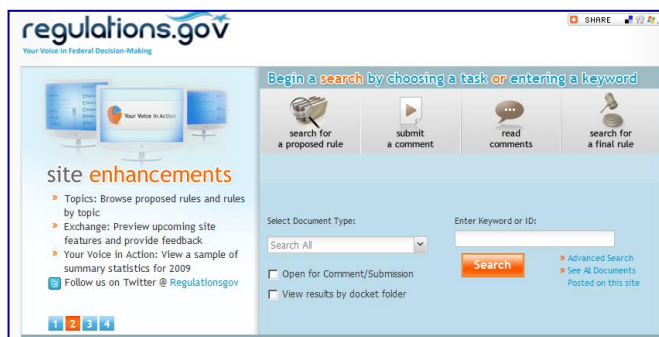 regulations.gov
SHARE
Your Voice in Federal Decision-Making
Begin a search by choosing a task or entering a keyword
Your Voice in Action
search for
a proposed rule
submit
a comment
read
comments
search for
a final rule
site enhancements
» Topics: Browse proposed rules and rules
by topic
» Exchange: Preview upcoming site
features and provide feedback
» Your Voice in Action: View a sample of
summary statistics for 2009
Follow us on Twitter @ Regulationsgov
1 2 3 4
Select Document Type:
Search All
Open for Comment/Submission
View results by docket folder
Enter Keyword or ID:
Search
» Advanced Search
» See All Documents
Posted on this site